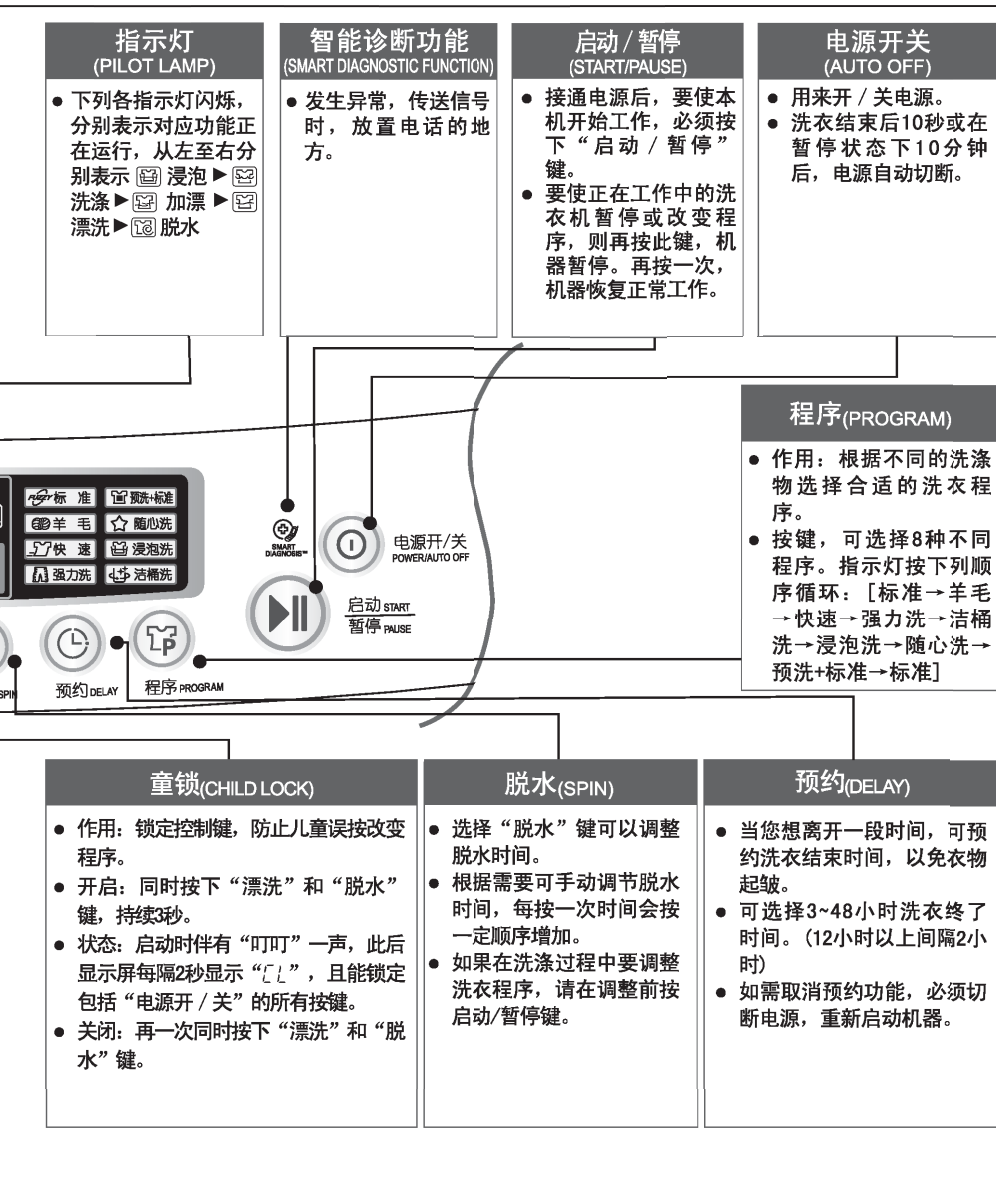 指示灯
(PILOT LAMP)
● 下列各指示灯闪烁，
分别表示对应功能正
在运行，从左至右分
别表示 浸泡 ▶
洗涤 ▶ 加漂 ▶
漂洗 ▶ 脱水
智能诊断功能
(SMART DIAGNOSTIC FUNCTION)
● 发生异常，传送信号
时，放置电话的地
方。
启动 / 暂停
(START/PAUSE)
● 接通电源后，要使本
机开始工作，必须按
下“启动 / 暂停”
键。
● 要使正在工作中的洗
衣机暂停或改变程
序，则再按此键，机
器暂停。再按一次，
机器恢复正常工作。
电源开关
(AUTO OFF)
● 用来开 / 关电源。
● 洗衣结束后10秒或在
暂停状态下10分钟
后，电源自动切断。
程序(PROGRAM)
● 作用：根据不同的洗涤
物选择合适的洗衣程
序。
● 按键，可选择8种不同
程序。指示灯按下列顺
序循环：[标准→羊毛
→快速→强力洗→洁桶
洗→浸泡洗→随心洗→
预洗+标准→标准]
标 准
预洗+标准
羊 毛
随心洗
快 速
浸泡洗
强力洗
洁桶洗
SMART
DIAGNOSIS™
电源开/关
POWER/AUTO OFF
启动 START
暂停 PAUSE
SPIN
预约 DELAY
P
程序 PROGRAM
童锁(CHILD LOCK)
● 作用：锁定控制键，防止儿童误按改变
程序。
● 开启：同时按下“漂洗”和“脱水”
键，持续3秒。
● 状态：启动时伴有“叮叮”一声，此后
显示屏每隔2秒显示“CL”，且能锁定
包括“电源开 / 关”的所有按键。
● 关闭：再一次同时按下“漂洗”和“脱
水”键。
脱水(SPIN)
● 选择“脱水”键可以调整
脱水时间。
● 根据需要可手动调节脱水
时间，每按一次时间会按
一定顺序增加。
● 如果在洗涤过程中要调整
洗衣程序，请在调整前按
启动/暂停键。
预约(DELAY)
● 当您想离开一段时间，可预
约洗衣结束时间，以免衣物
起皱。
● 可选择3~48小时洗衣终了
时间。(12小时以上间隔2小
时)
● 如需取消预约功能，必须切
断电源，重新启动机器。